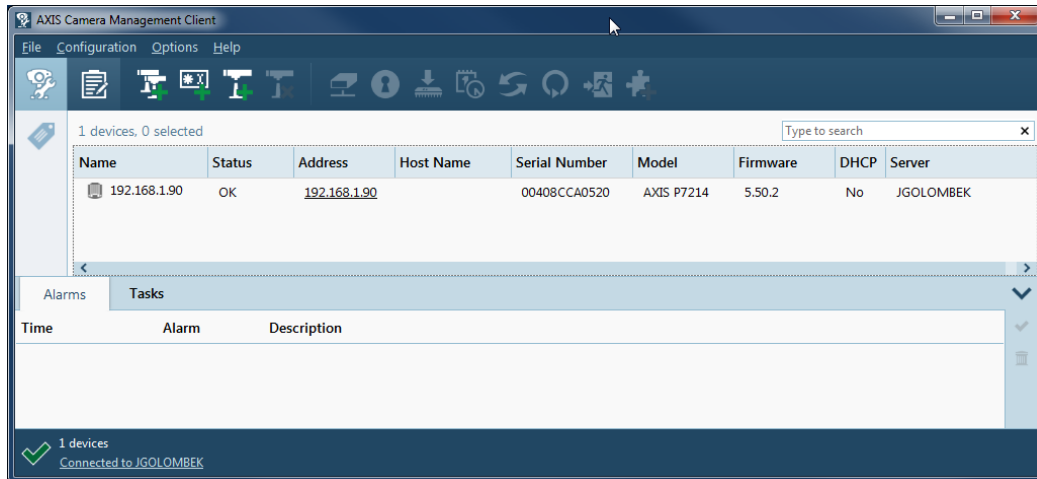 AXIS Camera Management Client
File Configuration Options Help
1 devices, 0 selected
Type to search
Name Status Address Host Name Serial Number Model Firmware DHCP Server
192.168.1.90 OK 192.168.1.90 00408CCA0520 AXIS P7214 5.50.2 No JGOLOMBEK
Alarms Tasks
Time Alarm Description
1 devices
Connected to JGOLOMBEK